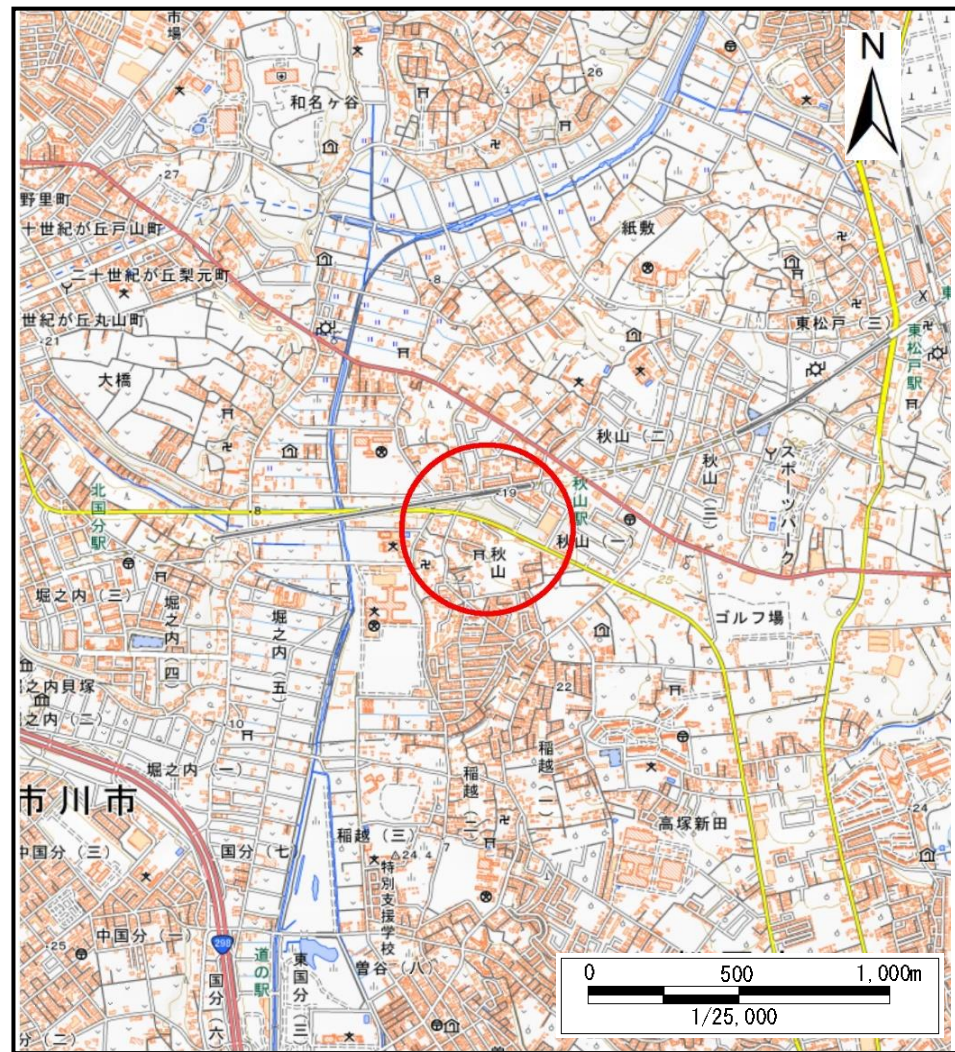 市場
和名ヶ谷
26
N
27
野里町
十世紀が丘戸山町
二十世紀が丘梨元町
世紀が丘丸山町
21
大橋
8
紙敷
東松戸(三)
東松戸駅
東
秋山(二)
秋山(三)
スポーツパーク
25
19
秋山駅
秋山(一)
秋山
25
北国分駅
8
堀之内(三)
堀之内(四)
堀之内(五)
ゴルフ場
之内貝塚
之内(二)
10
堀之内(一)
22
稲越(一)
稲越(二)
市川市
中国分(三)
国分(七)
稲越(三)
24.4
7
特別支援学校
高塚新田
24
25
中国分(一)
298
道の駅
東国分(三)
曽谷(八)
国分(六)
分(二)
0 500 1,000m
1/25,000